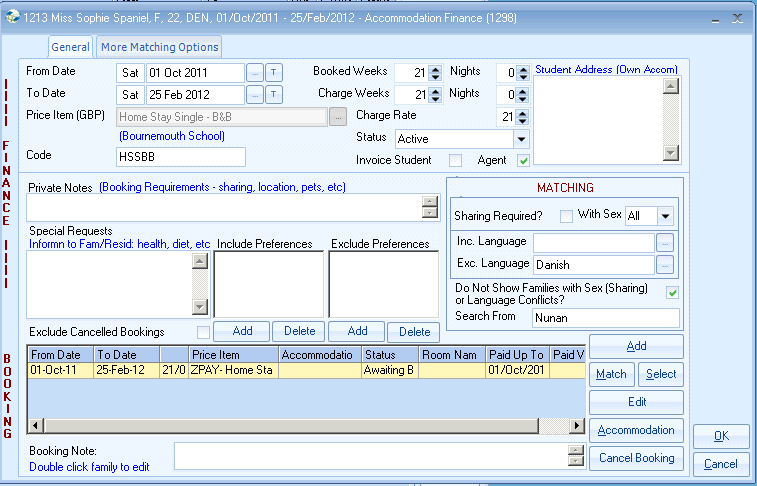 1213 Miss Sophie Spaniel, F, 22, DEN, 01/Oct/2011 - 25/Feb/2012 - Accommodation Finance (1298)
General More Matching Options
From Date Sat 01 Oct 2011 ... T Booked Weeks 21 Nights 0 Student Address (Own Accom)
To Date Sat 25 Feb 2012 ... T Charge Weeks 21 Nights 0
Price Item (GBP) Home Stay Single - B&B ... Charge Rate 21
(Bournemouth School) Status Active
Code HSSBB Invoice Student Agent
FINANCE
Private Notes (Booking Requirements - sharing, location, pets, etc)
MATCHING
Sharing Required? With Sex All
Special Requests
Informn to Fam/Resid: health, diet, etc Include Preferences Exclude Preferences
Inc. Language ...
Exc. Language Danish ...
Do Not Show Families with Sex (Sharing)
or Language Conflicts?
Search From Nunan
Exclude Cancelled Bookings Add Delete Add Delete
BOOKING
From Date To Date Price Item Accommodatio Status Room Nam Paid Up To Paid V
01-Oct-11 25-Feb-12 21/0 ZPAY- Home Sta Awaiting B 01/Oct/201
Add
Match Select
Edit
Accommodation
Cancel Booking
Booking Note:
Double click family to edit
OK
Cancel